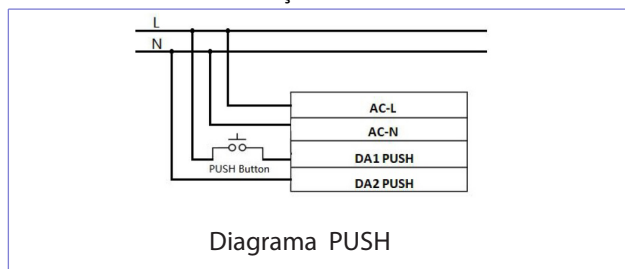 L
N
AC-L
AC-N
DA1 PUSH
PUSH Button
DA2 PUSH
Diagrama PUSH